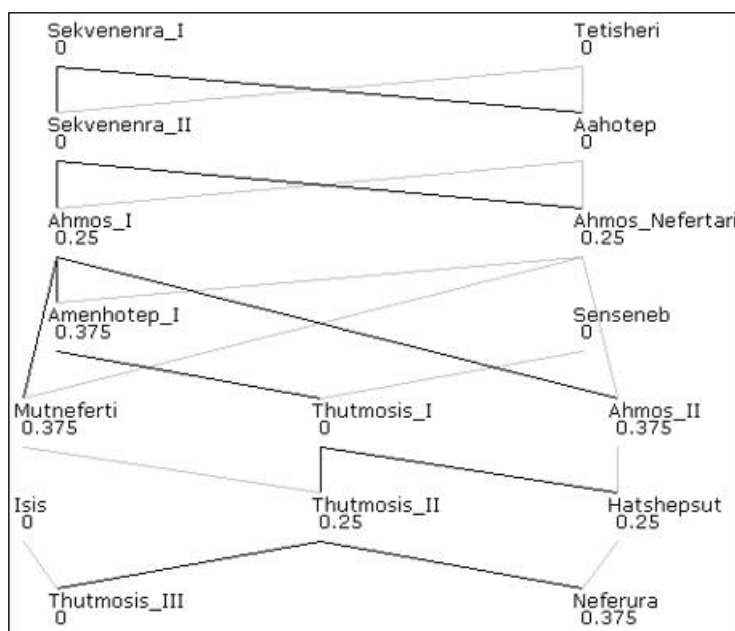 Sekvenenra_I Tetisheri
0 0
Sekvenenra_II Aahotep
0 0
Ahmos_I Ahmos_Nefertari
0.25 0.25
Amenhotep_I Senseneb
0.375 0
Mutneferti Thutmosis_I Ahmos_II
0.375 0 0.375
Isis Thutmosis_II Hatshepsut
0 0.25 0.25
Thutmosis_III Neferura
0 0.375